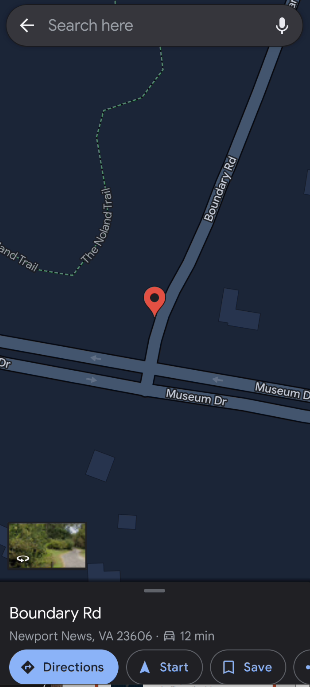 Search here
Boundary Rd
The Noland Trail
and Trail
Dr
Museum D
Museum Dr
Boundary Rd
Newport News, VA 23606 · 12 min
Directions
Start
Save